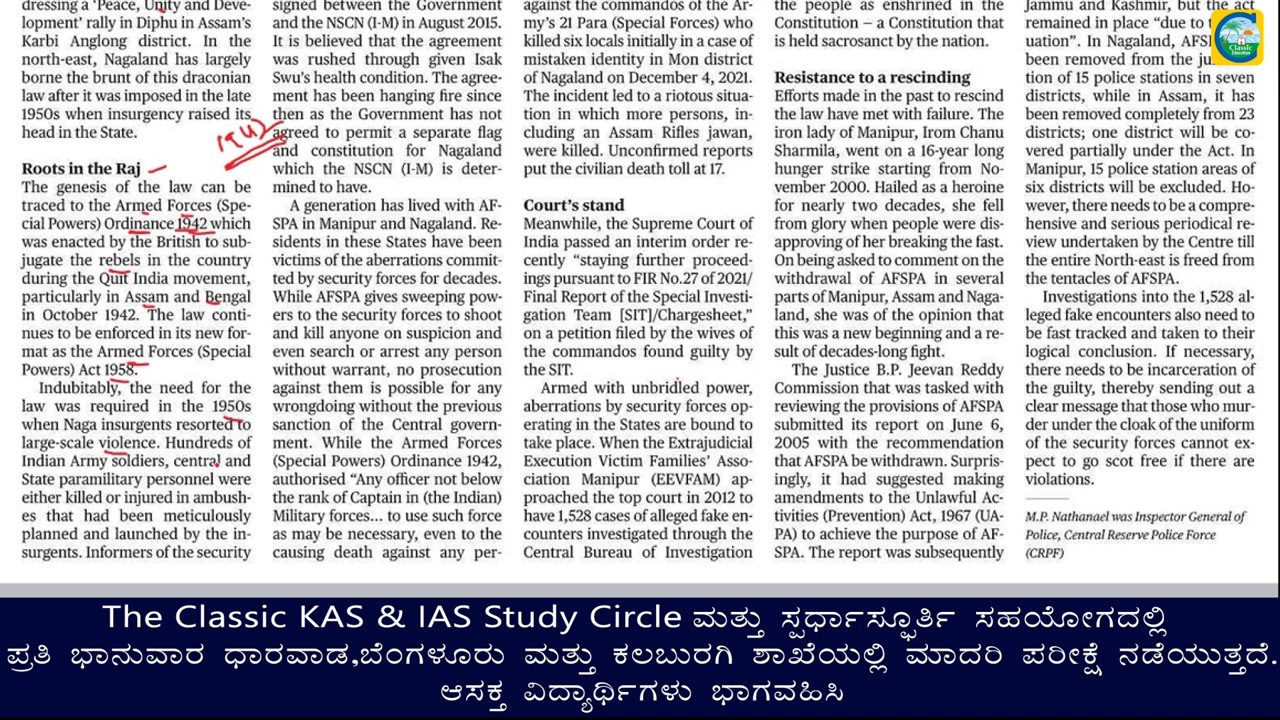 dressing a 'Peace, Unity and Deve-
lopment' rally in Diphu in Assam's
Karbi Anglong district. In the
north-east, Nagaland has largely
borne the brunt of this draconian
law after it was imposed in the late
1950s when insurgency raised its
head in the State.
Roots in the Raj
The genesis of the law can be
traced to the Armed Forces (Spe-
cial Powers) Ordinance 1942 which
was enacted by the British to sub-
jugate the rebels in the country
during the Quit India movement,
particularly in Assam and Bengal
in October 1942. The law conti-
nues to be enforced in its new for-
mat as the Armed Forces (Special
Powers) Act 1958.
Indubitably, the need for the
law was required in the 1950s
when Naga insurgents resorted to
large-scale violence. Hundreds of
Indian Army soldiers, central and
State paramilitary personnel were
either killed or injured in ambush-
es that had been meticulously
planned and launched by the in-
surgents. Informers of the security
1942
signed between the Government
and the NSCN (I-M) in August 2015.
It is believed that the agreement
was rushed through given Isak
Swu's health condition. The agree-
ment has been hanging fire since
then as the Government has not
agreed to permit a separate flag
and constitution for Nagaland
which the NSCN (I-M) is deter-
mined to have.
A generation has lived with AF-
SPA in Manipur and Nagaland. Re-
sidents in these States have been
victims of the aberrations commit-
ted by security forces for decades.
While AFSPA gives sweeping pow-
ers to the security forces to shoot
and kill anyone on suspicion and
even search or arrest any person
without warrant, no prosecution
against them is possible for any
wrongdoing without the previous
sanction of the Central govern-
ment. While the Armed Forces
(Special Powers) Ordinance 1942,
authorised "Any officer not below
the rank of Captain in (the Indian)
Military forces... to use such force
as may be necessary, even to the
causing death against any per-
against the commandos of the Ar-
my's 21 Para (Special Forces) who
killed six locals initially in a case of
mistaken identity in Mon district
of Nagaland on December 4, 2021.
The incident led to a riotous situa-
tion in which more persons, in-
cluding an Assam Rifles jawan,
were killed. Unconfirmed reports
put the civilian death toll at 17.
Court's stand
Meanwhile, the Supreme Court of
India passed an interim order re-
cently "staying further proceed-
ings pursuant to FIR No.27 of 2021/
Final Report of the Special Investi-
gation Team [SIT]/Chargesheet,"
on a petition filed by the wives of
the commandos found guilty by
the SIT.
Armed with unbridled power,
aberrations by security forces op-
erating in the States are bound to
take place. When the Extrajudicial
Execution Victim Families' Asso-
ciation Manipur (EEVFAM) ap-
proached the top court in 2012 to
have 1,528 cases of alleged fake en-
counters investigated through the
Central Bureau of Investigation
the people as enshrined in the
Constitution – a Constitution that
is held sacrosanct by the nation.
Resistance to a rescinding
Efforts made in the past to rescind
the law have met with failure. The
iron lady of Manipur, Irom Chanu
Sharmila, went on a 16-year long
hunger strike starting from No-
vember 2000. Hailed as a heroine
for nearly two decades, she fell
from glory when people were dis-
approving of her breaking the fast.
On being asked to comment on the
withdrawal of AFSPA in several
parts of Manipur, Assam and Naga-
land, she was of the opinion that
this was a new beginning and a re-
sult of decades-long fight.
The Justice B.P. Jeevan Reddy
Commission that was tasked with
reviewing the provisions of AFSPA
submitted its report on June 6,
2005 with the recommendation
that AFSPA be withdrawn. Surpris-
ingly, it had suggested making
amendments to the Unlawful Ac-
tivities (Prevention) Act, 1967 (UA-
PA) to achieve the purpose of AF-
SPA. The report was subsequently
Jammu and Kashmir, but the act
remained in place "due to
uation". In Nagaland, AFS
been removed from the
tion of 15 police stations in seven
districts, while in Assam, it has
been removed completely from 23
districts; one district will be co-
vered partially under the Act. In
Manipur, 15 police station areas of
six districts will be excluded. Ho-
wever, there needs to be a compre-
hensive and serious periodical re-
view undertaken by the Centre till
the entire North-east is freed from
the tentacles of AFSPA.
Investigations into the 1,528 al-
leged fake encounters also need to
be fast tracked and taken to their
logical conclusion. If necessary,
there needs to be incarceration of
the guilty, thereby sending out a
clear message that those who mur-
der under the cloak of the uniform
of the security forces cannot ex-
pect to go scot free if there are
violations.
M.P. Nathanael was Inspector General of
Police, Central Reserve Police Force
(CRPF)
Classic
Education
The Classic KAS & IAS Study Circle ಮತ್ತು ಸ್ಪರ್ಧಾಸ್ಫೂರ್ತಿ ಸಹಯೋಗದಲ್ಲಿ
ಪ್ರತಿ ಭಾನುವಾರ ಧಾರವಾಡ,ಬೆಂಗಳೂರು ಮತ್ತು ಕಲಬುರಗಿ ಶಾಖೆಯಲ್ಲಿ ಮಾದರಿ ಪರೀಕ್ಷೆ ನಡೆಯುತ್ತದೆ.
ಆಸಕ್ತ ವಿದ್ಯಾರ್ಥಿಗಳು ಭಾಗವಹಿಸಿ